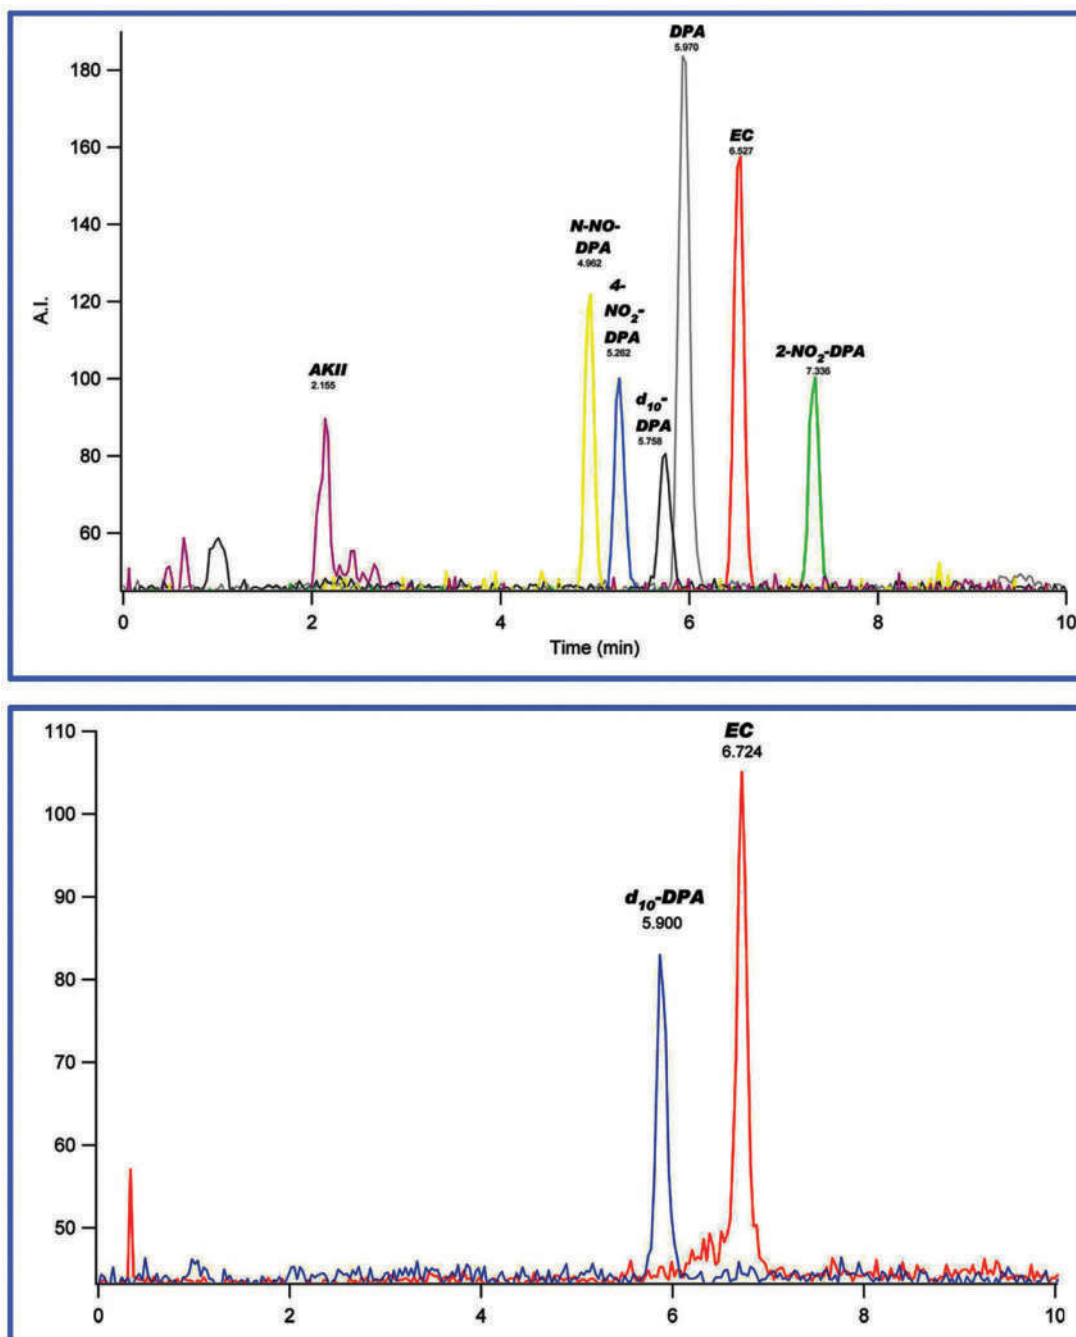 DPA
5.970
180
EC
6.527
160
N-NO-
DPA
4.962
140
4-
NO2-
DPA
5.262
120
A.I.
2-NO2-DPA
7.336
AKII
2.155
100
d10-
DPA
5.758
80
60
0 2 4 6 8 10
Time (min)
110
EC
6.724
100
90
d10-DPA
5.900
80
70
60
50
0 2 4 6 8 10